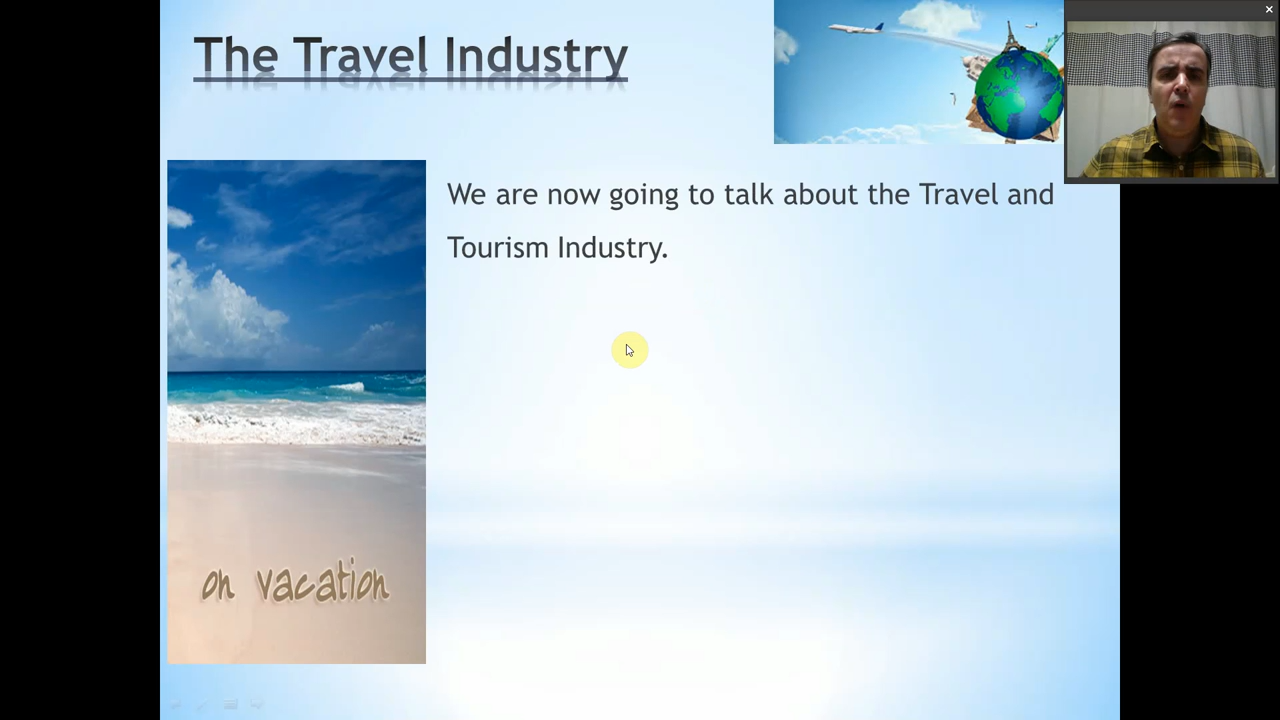 The Travel Industry
We are now going to talk about the Travel and
Tourism Industry.
on vacation